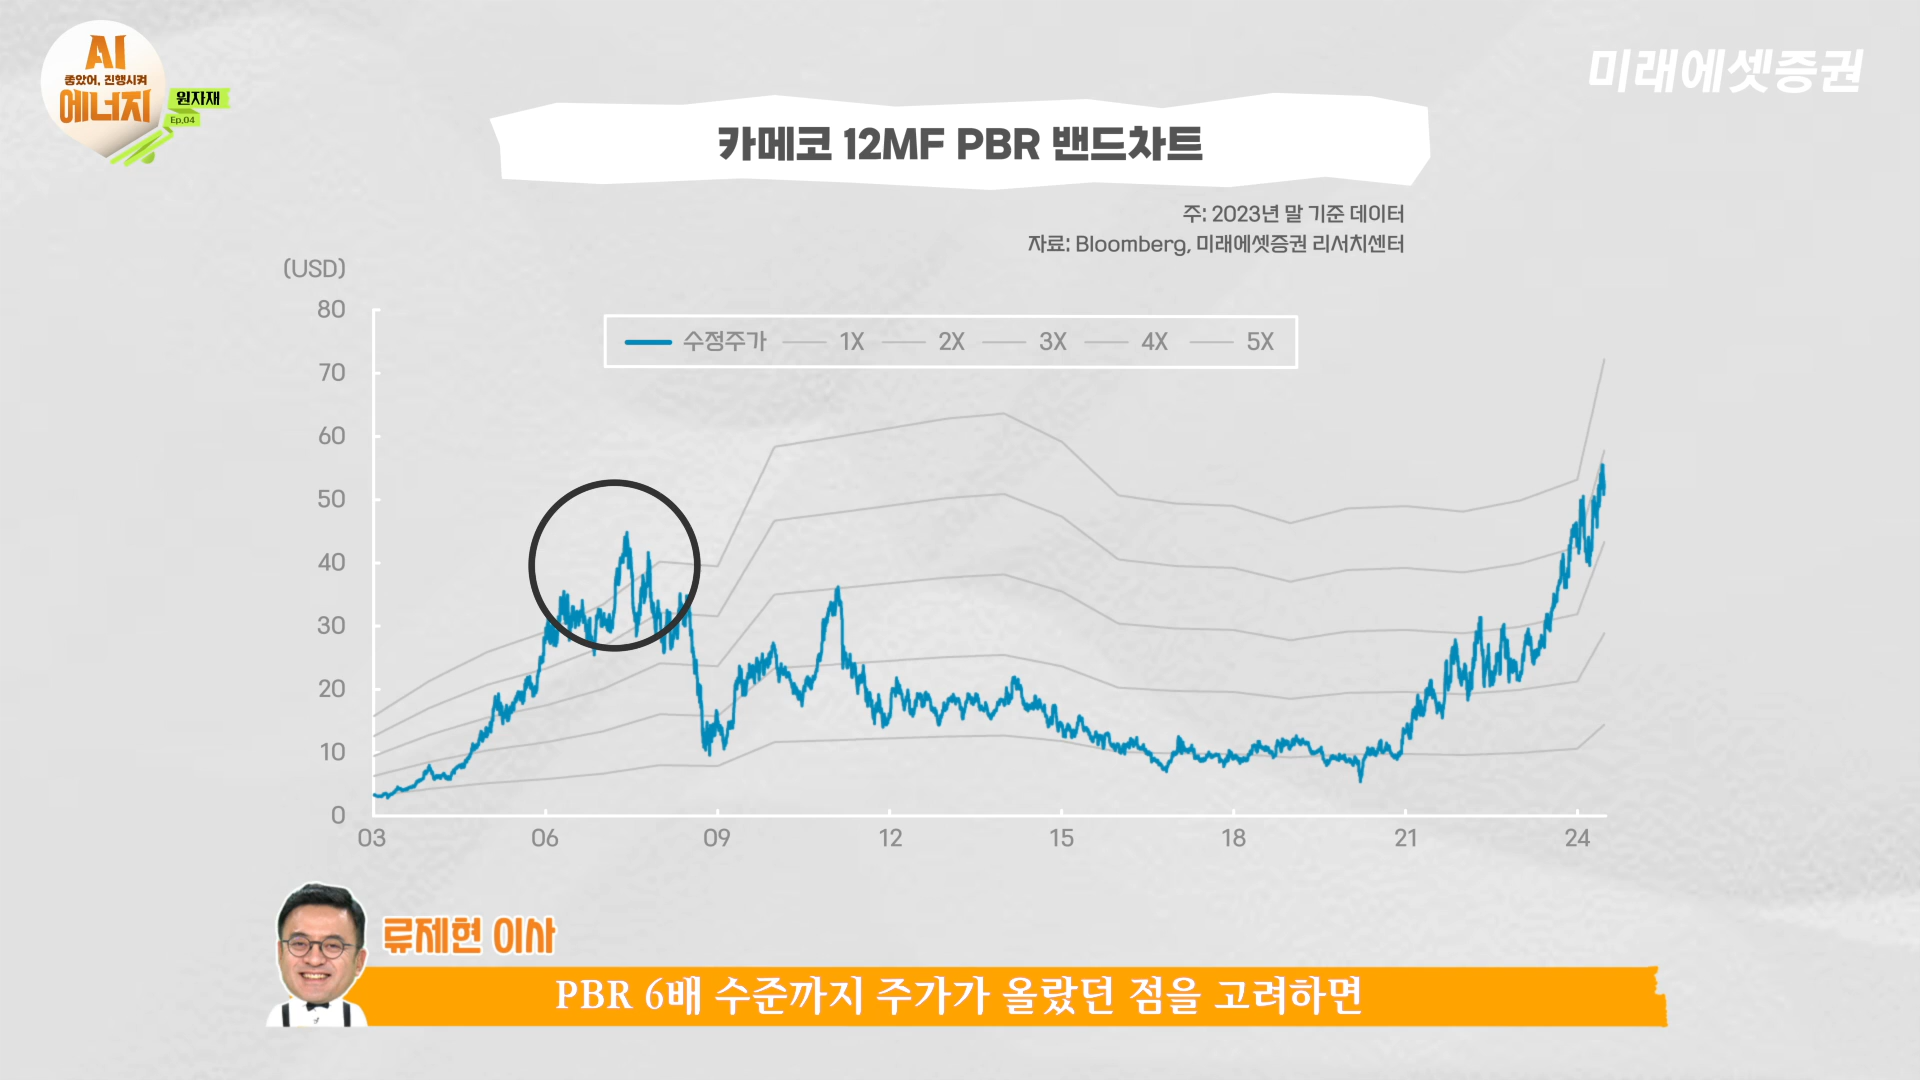 AI
좋았어, 진행시켜
에너지
원자재
Ep.04
미래에셋증권
카메코 12MF PBR 밴드차트
주: 2023년 말 기준 데이터
자료: Bloomberg, 미래에셋증권 리서치센터
(USD)
80
70
60
50
40
30
20
10
0
수정주가 1X 2X 3X 4X 5X
03 06 09 12 15 18 21 24
류제현 이사
PBR 6배 수준까지 주가가 올랐던 점을 고려하면